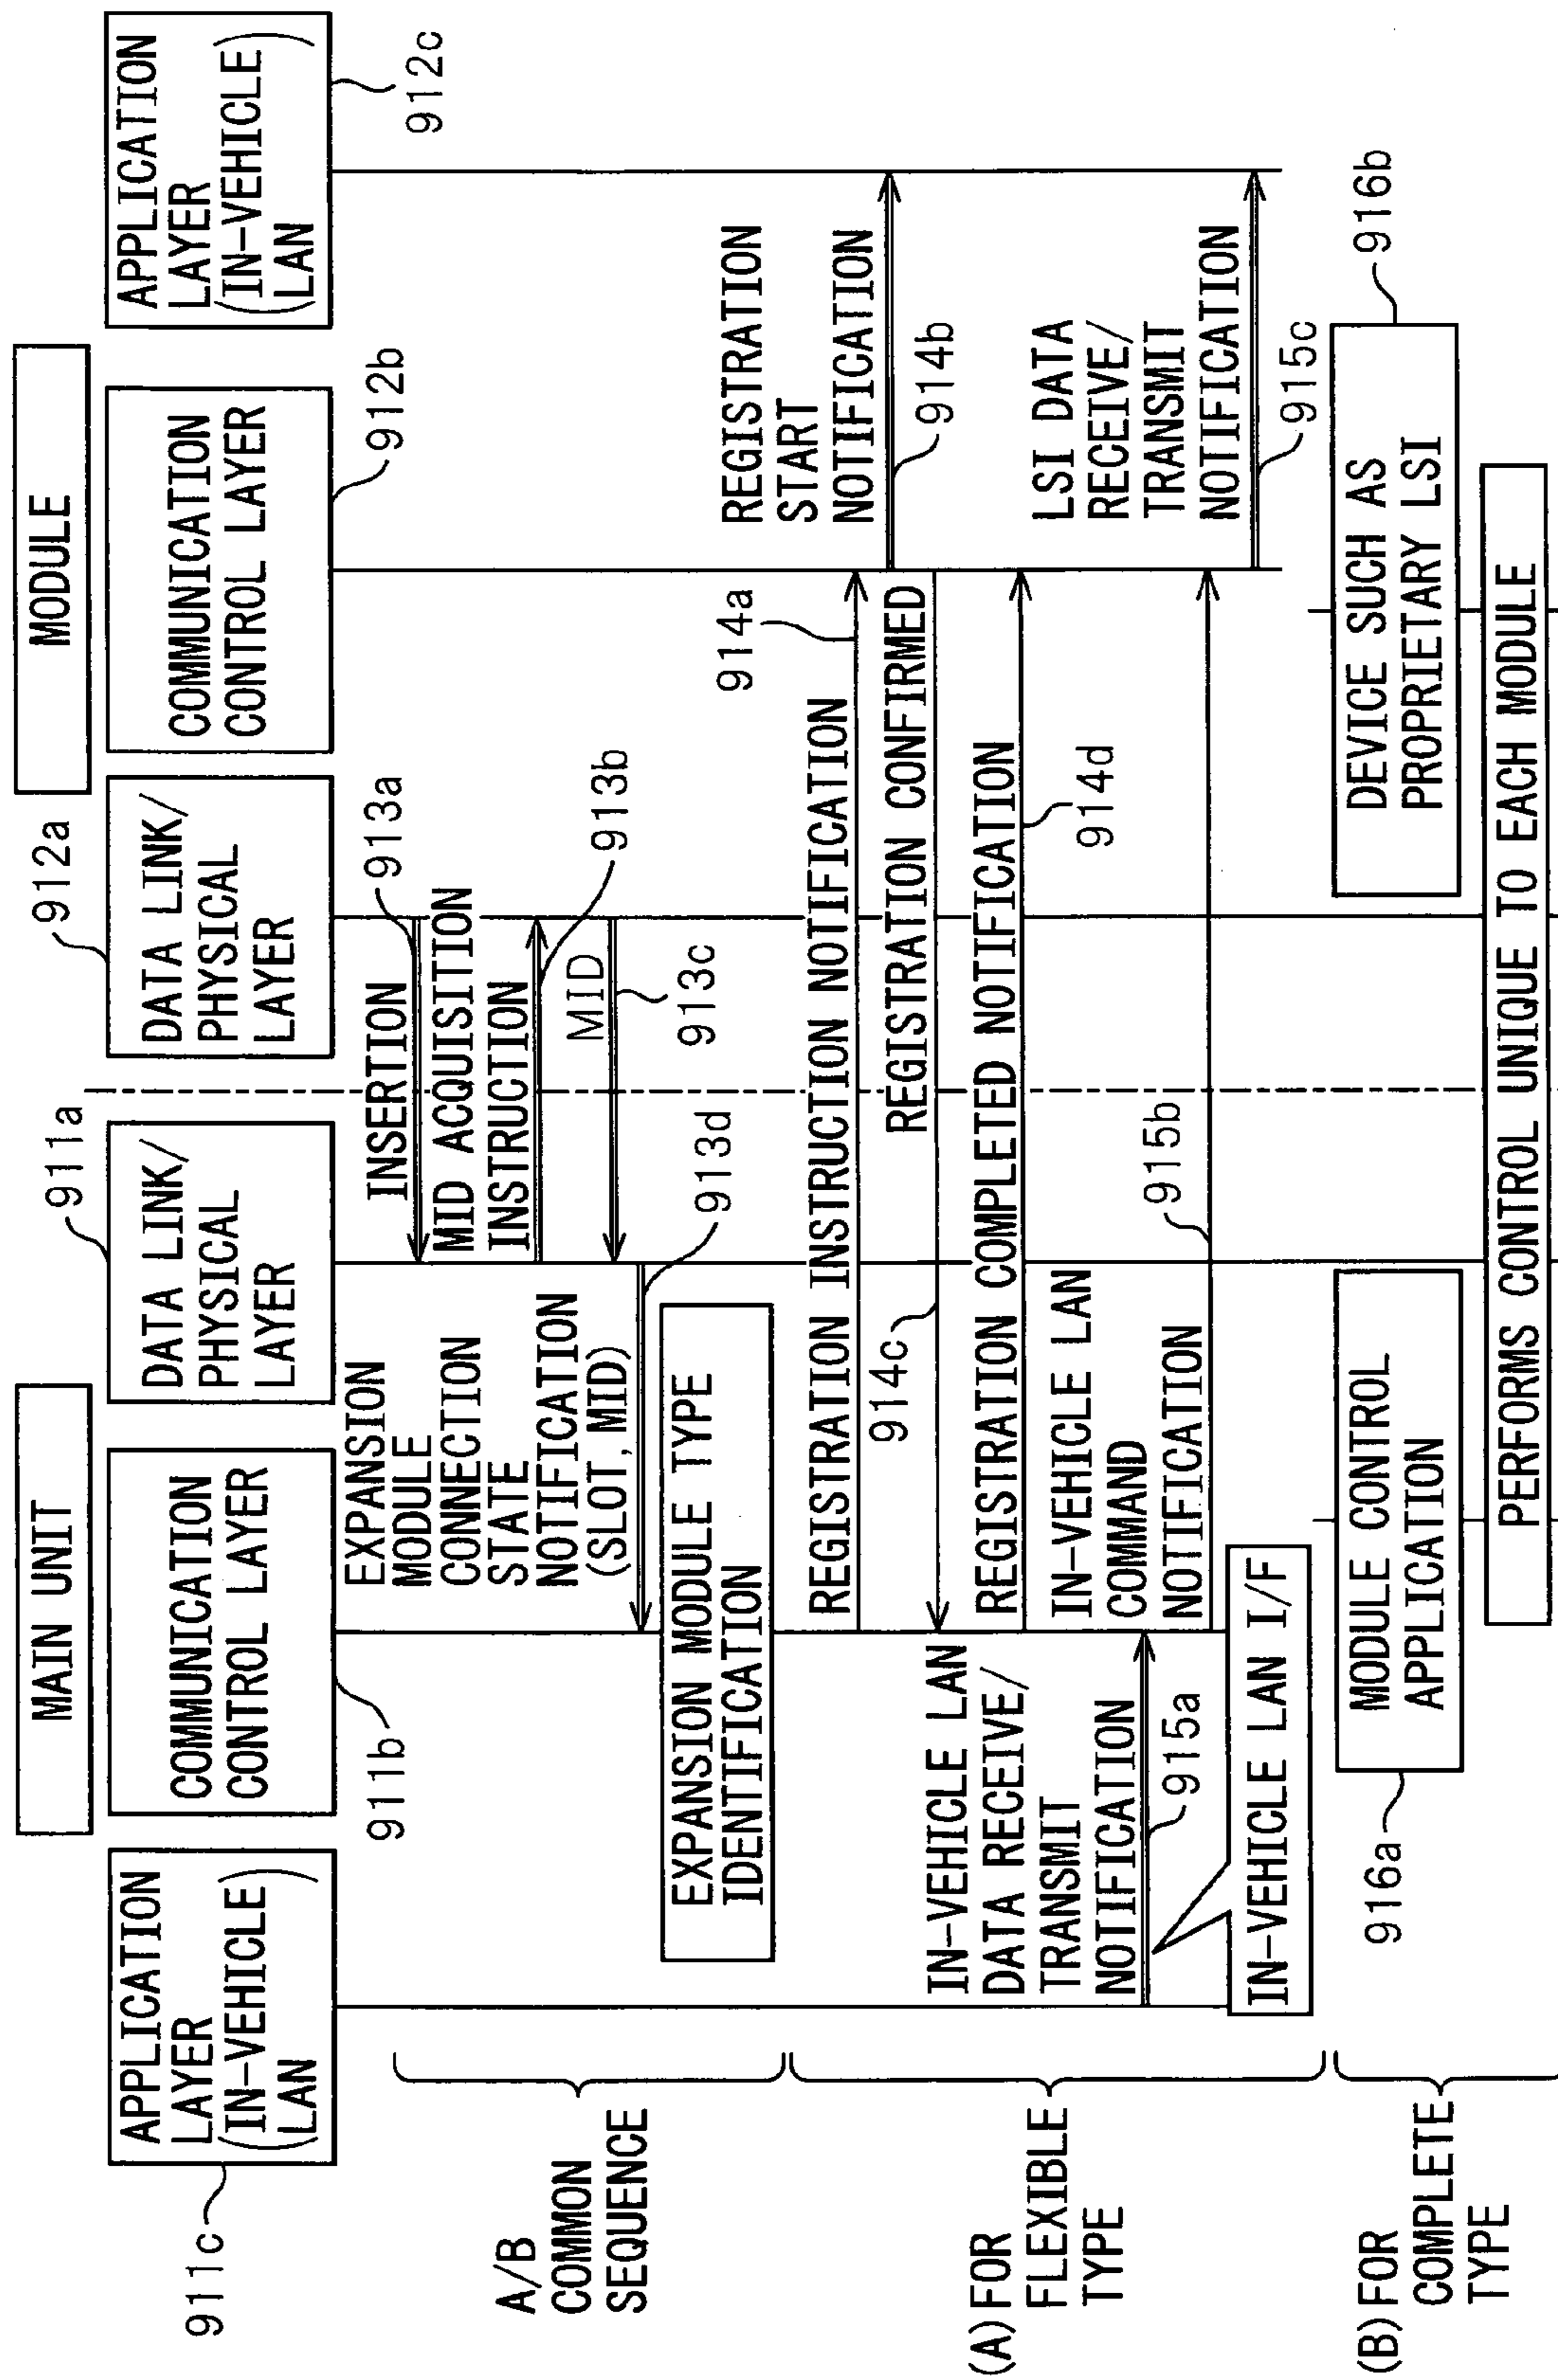 MAIN UNIT
MODULE
911c
APPLICATION
LAYER
(IN-VEHICLE)
LAN
COMMUNICATION
CONTROL LAYER
911b
911a
DATA LINK/
PHYSICAL
LAYER
912a
DATA LINK/
PHYSICAL
LAYER
COMMUNICATION
CONTROL LAYER
912b
APPLICATION
LAYER
(IN-VEHICLE)
LAN
912c
A/B
COMMON
SEQUENCE
INSERTION
913a
MID ACQUISITION
INSTRUCTION
913b
MID
913c
EXPANSION
MODULE
CONNECTION
STATE
NOTIFICATION
(SLOT, MID)
913d
EXPANSION MODULE TYPE
IDENTIFICATION
(A) FOR
FLEXIBLE
TYPE
REGISTRATION INSTRUCTION NOTIFICATION
914a
REGISTRATION
START
NOTIFICATION
914b
REGISTRATION CONFIRMED
914c
REGISTRATION COMPLETED NOTIFICATION
914d
IN-VEHICLE LAN
DATA RECEIVE/
TRANSMIT
NOTIFICATION
915a
IN-VEHICLE LAN I/F
IN-VEHICLE LAN
COMMAND
NOTIFICATION
915b
LSI DATA
RECEIVE/
TRANSMIT
NOTIFICATION
915c
(B) FOR
COMPLETE
TYPE
916a
MODULE CONTROL
APPLICATION
DEVICE SUCH AS
PROPRIETARY LSI
916b
PERFORMS CONTROL UNIQUE TO EACH MODULE